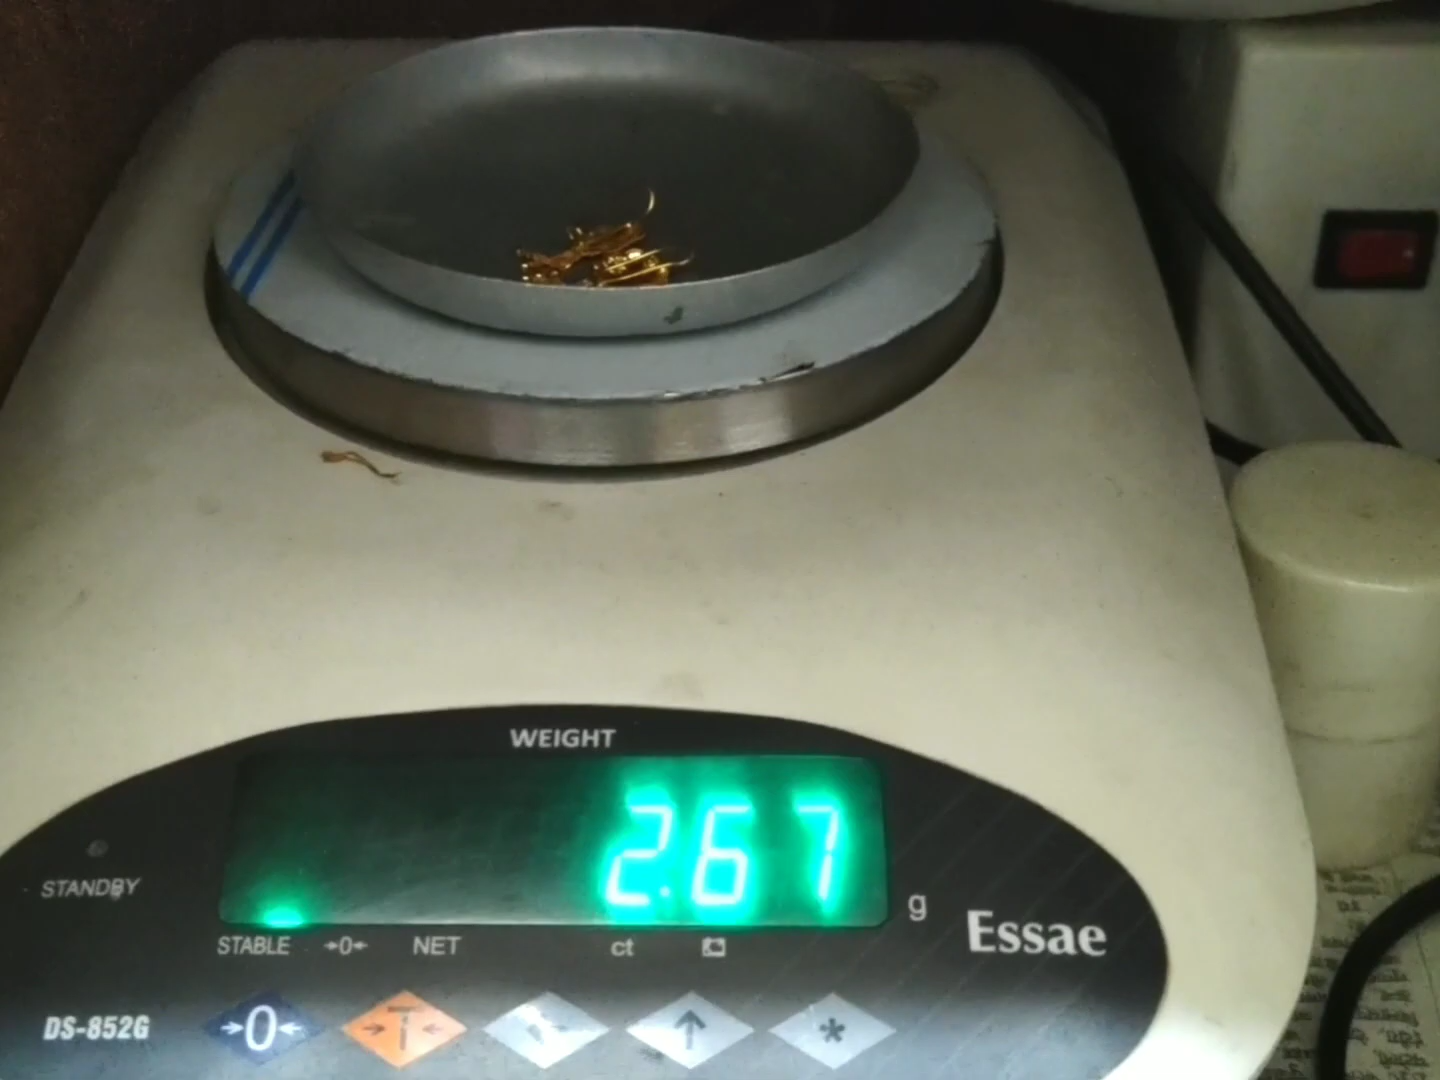 WEIGHT
2.67
g
STANDBY
STABLE →0← NET ct
Essae
DS-852G
→0← →T← ← ↑ *